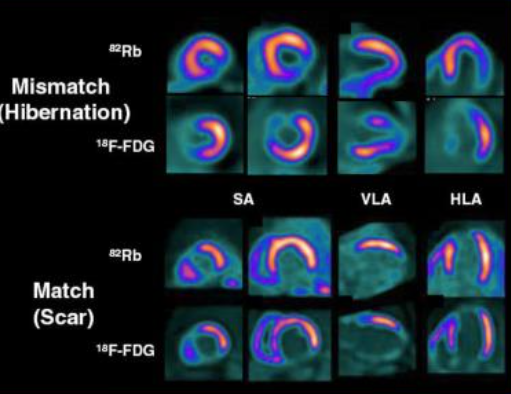 ⁸²Rb
Mismatch
(Hibernation)
¹⁸F-FDG
SA VLA HLA
⁸²Rb
Match
(Scar)
¹⁸F-FDG